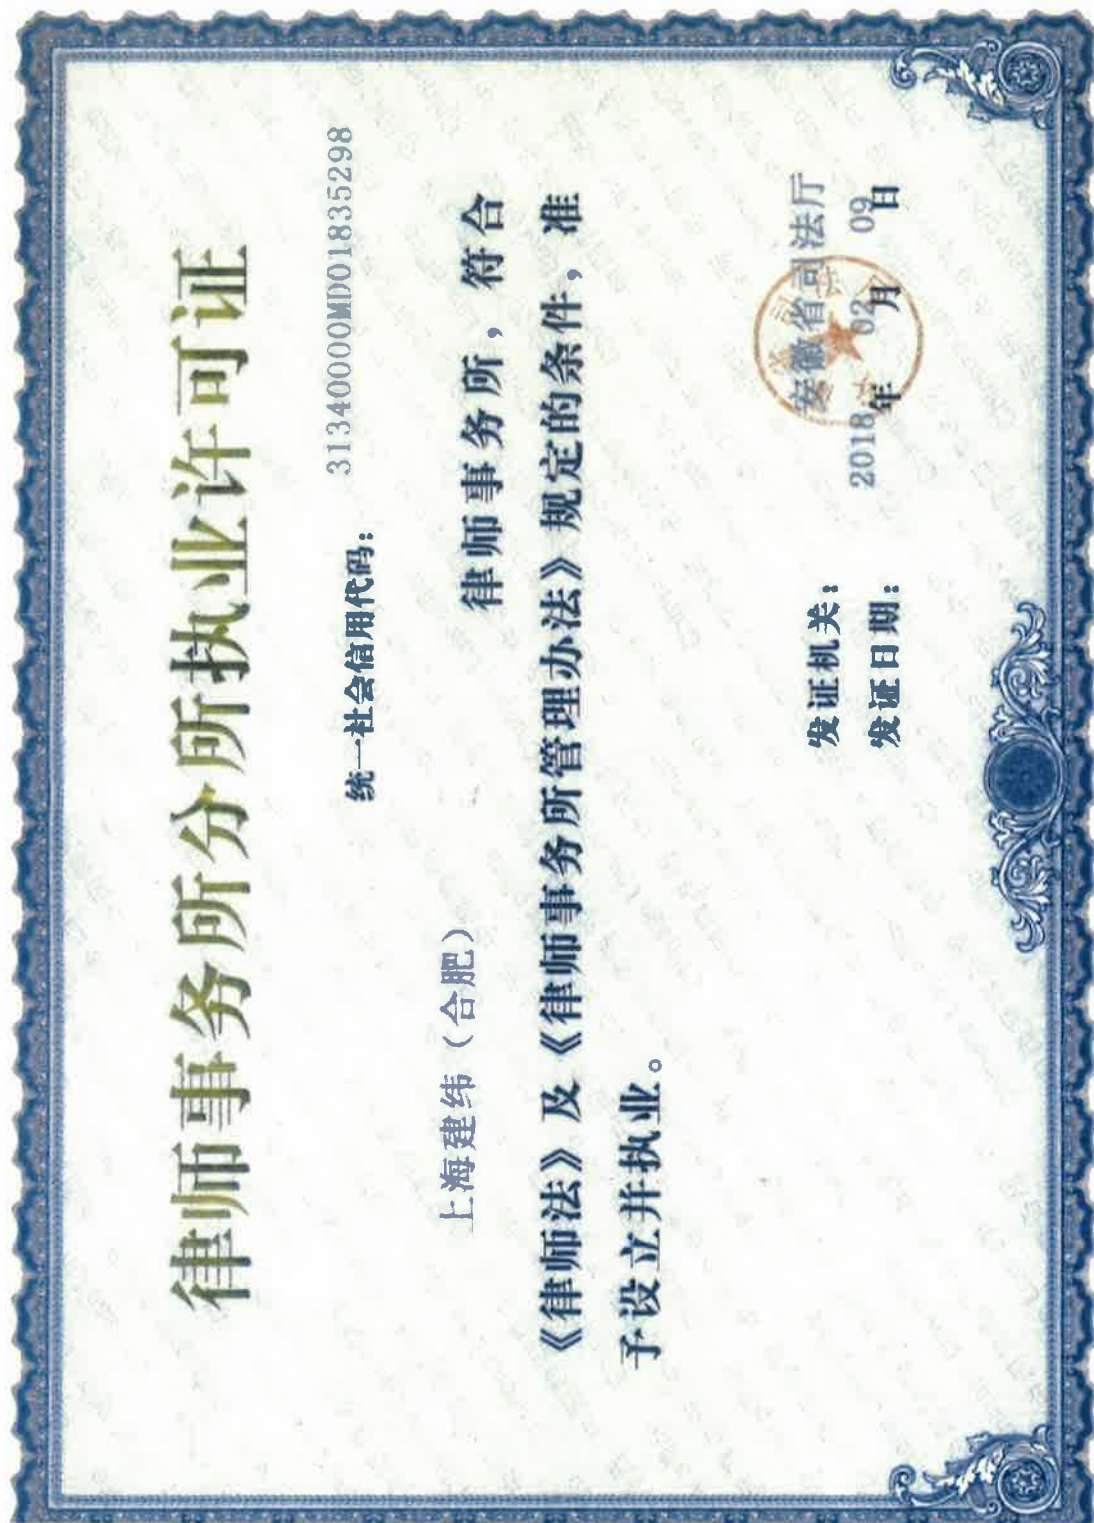 律师事务所分所执业许可证
统一社会信用代码： 31340000MD01835298
上海建纬（合肥） 律师事务所，符合
《律师法》及《律师事务所管理办法》规定的条件，准
予设立并执业。
发证机关： 安徽省司法厅
发证日期： 2018年02月09日